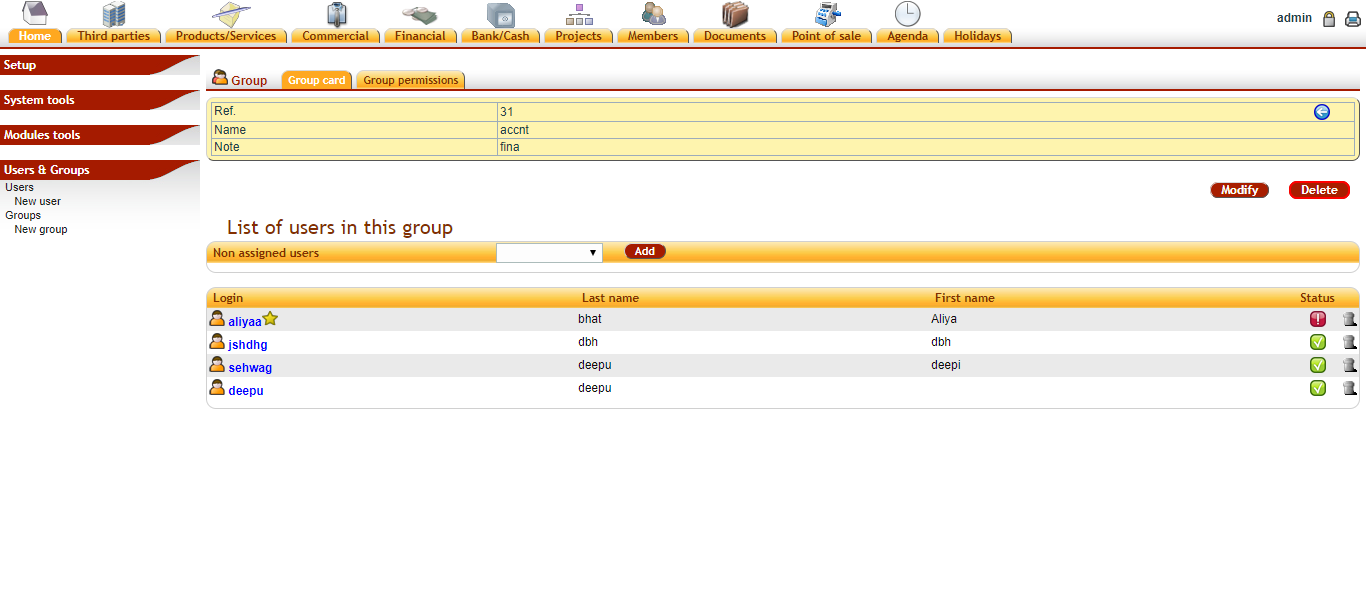 admin
Home Third parties Products/Services Commercial Financial Bank/Cash Projects Members Documents Point of sale Agenda Holidays
Setup
System tools
Modules tools
Users & Groups
Users
New user
Groups
New group
Group Group card Group permissions
Ref. 31
Name accnt
Note fina
Modify Delete
List of users in this group
Non assigned users Add
Login Last name First name Status
aliyaa bhat Aliya
jshdhg dbh dbh
sehwag deepu deepi
deepu deepu